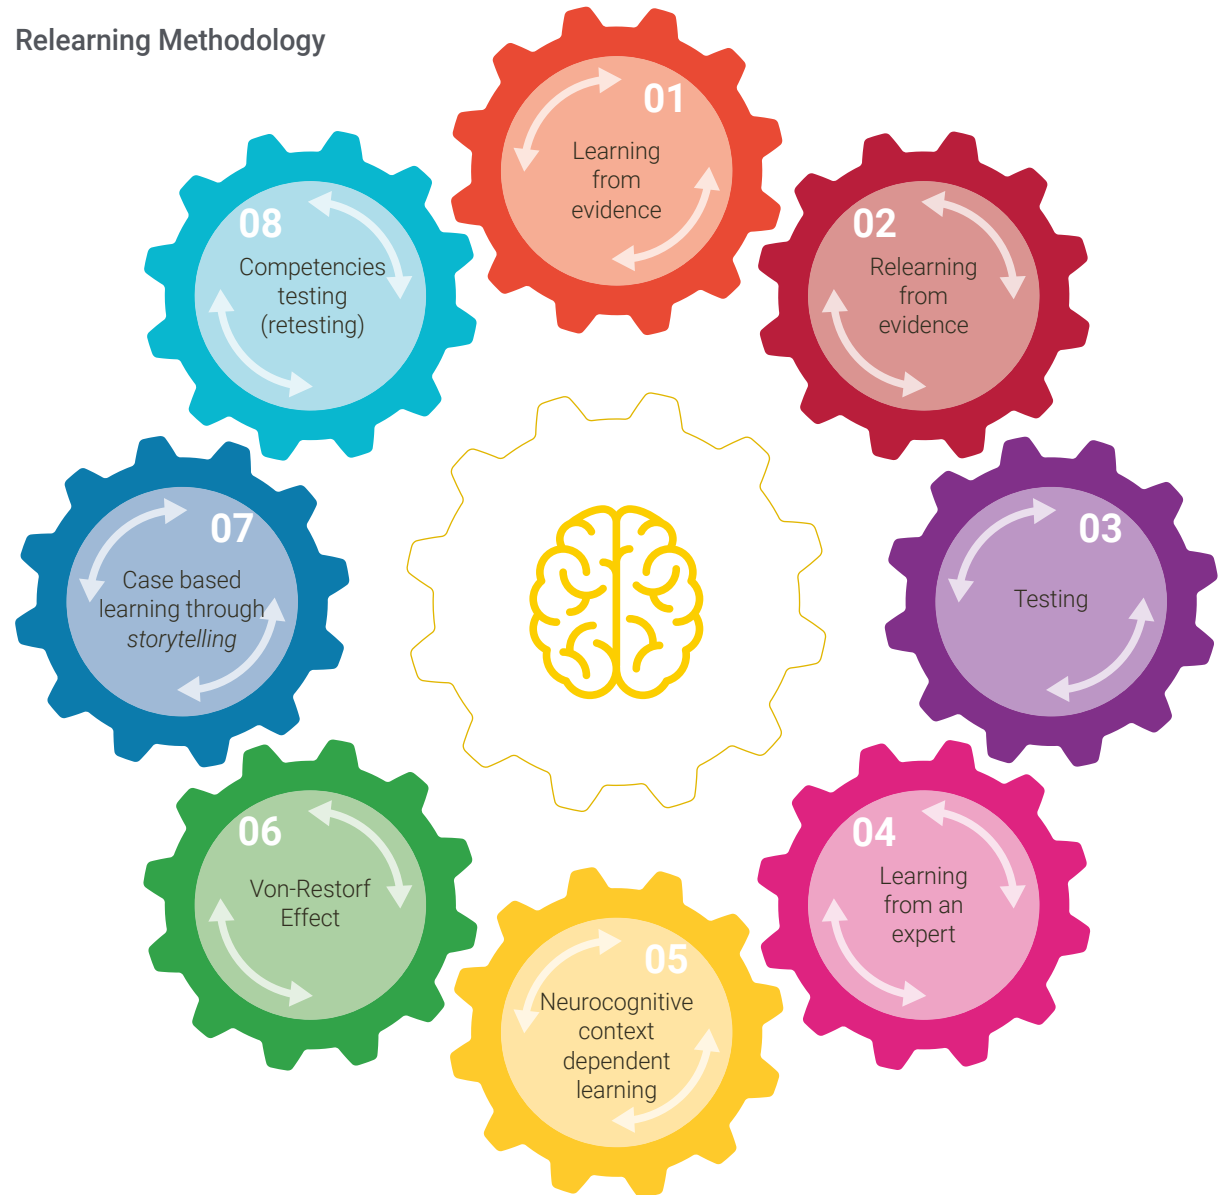 Relearning Methodology
01
Learning
from
evidence
02
Relearning
from
evidence
03
Testing
04
Learning
from an
expert
05
Neurocognitive
context
dependent
learning
06
Von-Restorf
Effect
07
Case based
learning through
storytelling
08
Competencies
testing
(retesting)